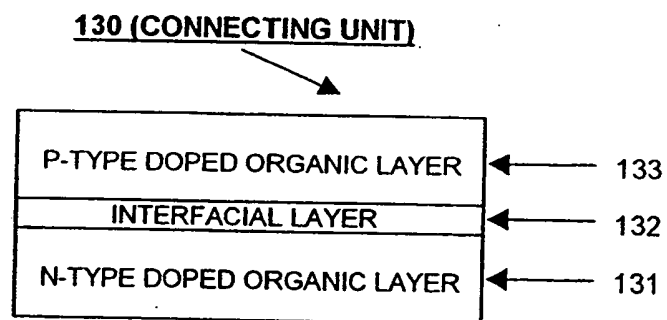 130 (CONNECTING UNIT)
P-TYPE DOPED ORGANIC LAYER 133
INTERFACIAL LAYER 132
N-TYPE DOPED ORGANIC LAYER 131